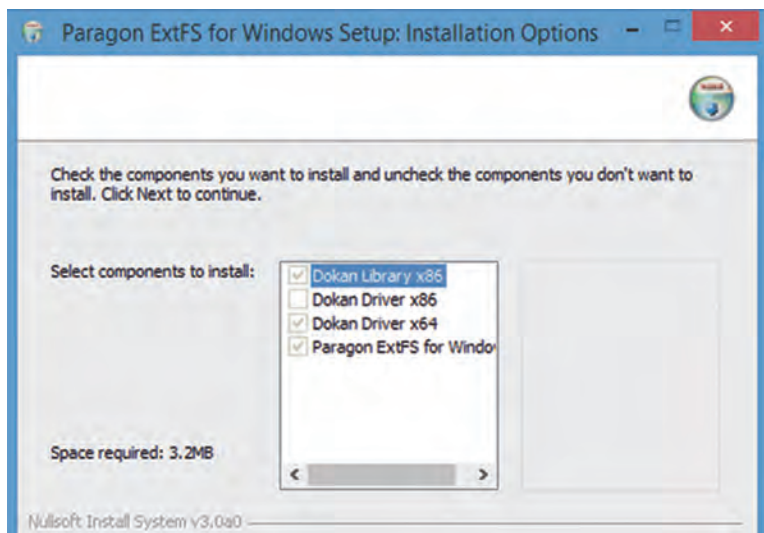 Paragon ExtFS for Windows Setup: Installation Options
Check the components you want to install and uncheck the components you don't want to
install. Click Next to continue.
Select components to install:
Dokan Library x86
Dokan Driver x86
Dokan Driver x64
Paragon ExtFS for Windo
Space required: 3.2MB
Nullsoft Install System v3.0a0